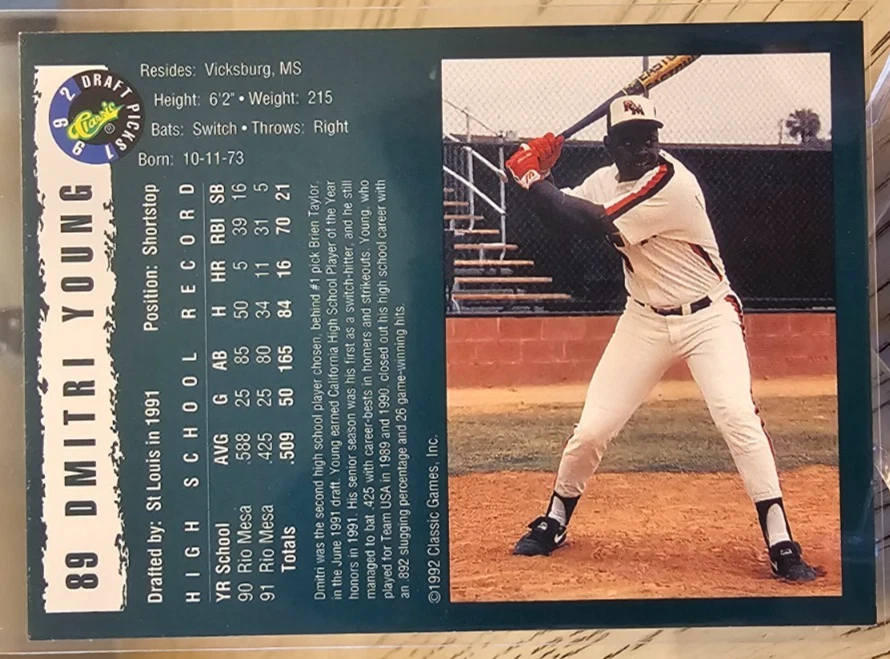 1992 DRAFT PICKS
Classic®
89 DMITRI YOUNG
Resides: Vicksburg, MS
Height: 6'2" • Weight: 215
Bats: Switch • Throws: Right
Born: 10-11-73
Drafted by: St Louis in 1991 Position: Shortstop
HIGH SCHOOL RECORD
YR School AVG G AB H HR RBI SB
90 Rio Mesa .588 25 85 50 5 39 16
91 Rio Mesa .425 25 80 34 11 31 5
Totals .509 50 165 84 16 70 21
Dmitri was the second high school player chosen, behind #1 pick Brien Taylor,
in the June 1991 draft. Young earned California High School Player of the Year
honors in 1991. His senior season was his first as a switch-hitter, and he still
managed to bat .425 with career-bests in homers and strikeouts. Young, who
played for Team USA in 1989 and 1990, closed out his high school career with
an .892 slugging percentage and 26 game-winning hits.
©1992 Classic Games, Inc.
EASTON
RM